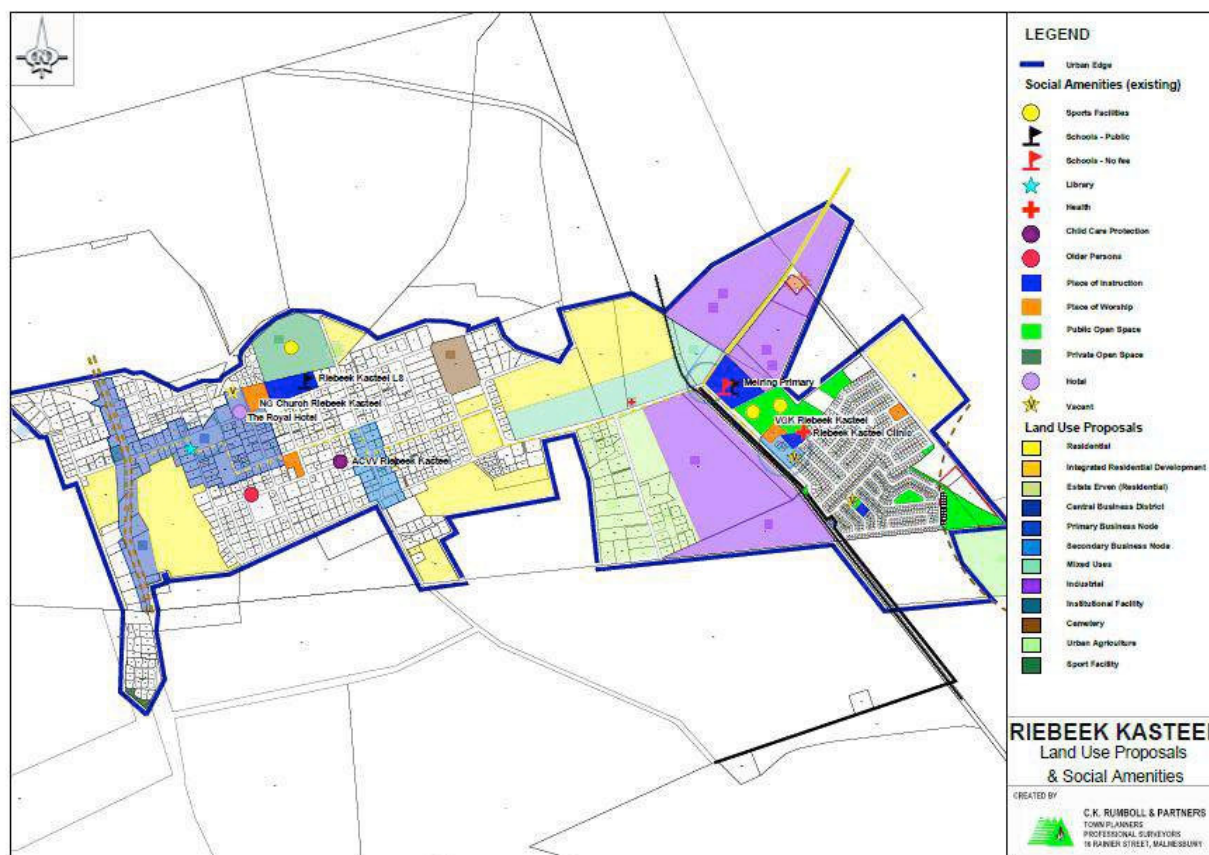 LEGEND
Urban Edge
Social Amenities (existing)
Sports Facilities
Schools - Public
Schools - No fee
Library
Health
Child Care Protection
Older Persons
Place of Instruction
Place of Worship
Public Open Space
Private Open Space
Hotel
Vacant
Land Use Proposals
Residential
Integrated Residential Development
Estate Erven (Residential)
Central Business District
Primary Business Node
Secondary Business Node
Mixed Uses
Industrial
Institutional Facility
Cemetery
Urban Agriculture
Sport Facility
Riebeek Kasteel LS
NG Church Riebeek Kasteel
The Royal Hotel
ACVV Riebeek Kasteel
Meiring Primary
VGK Riebeek Kasteel
Riebeek Kasteel Clinic
V
V
V
RIEBEEK KASTEEL
Land Use Proposals
& Social Amenities
CREATED BY
C.K. RUMBOLL & PARTNERS
TOWN PLANNERS
PROFESSIONAL SURVEYORS
16 RAINIER STREET, MALMESBURY